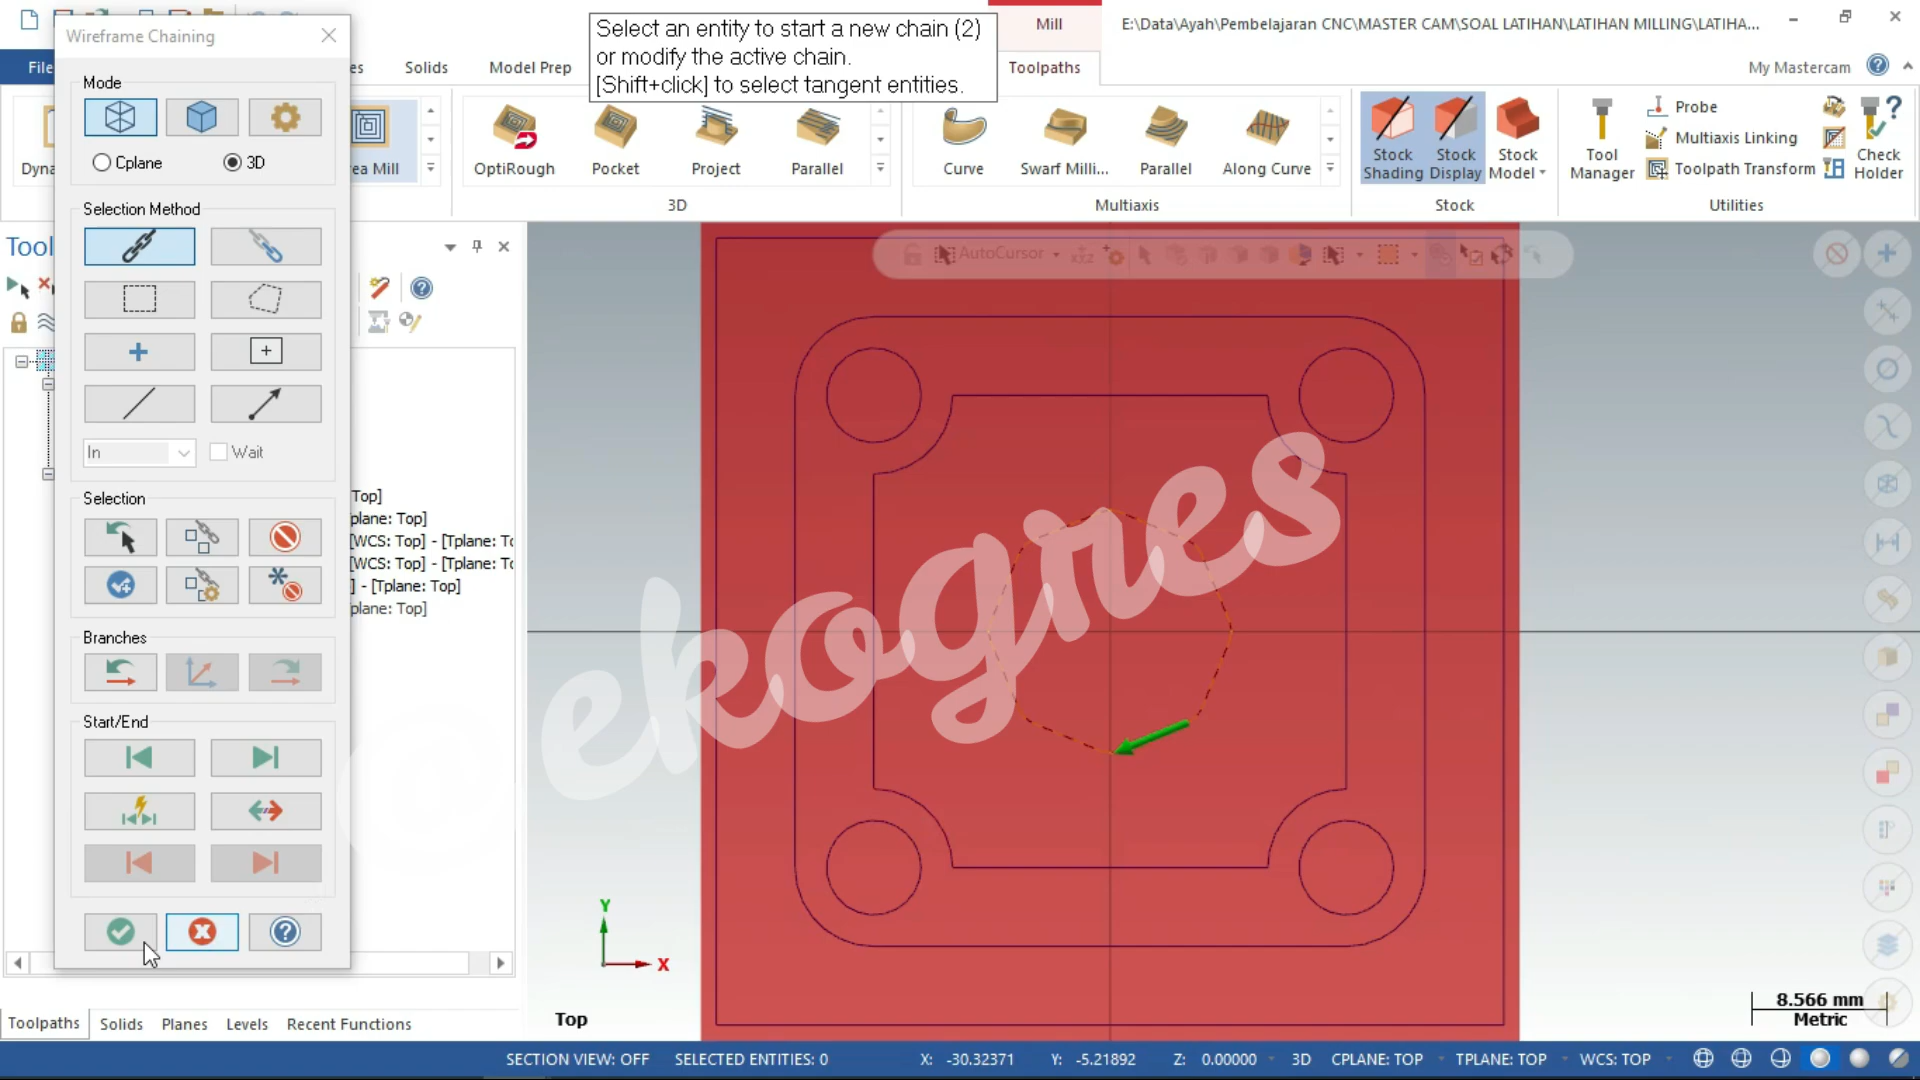 Wireframe Chaining
Select an entity to start a new chain (2)
or modify the active chain.
[Shift+click] to select tangent entities.
Mill
E:\Data\Ayah\Pembelajaran CNC\MASTER CAM\SOAL LATIHAN\LATIHAN MILLING\LATIHA...
File
es
Solids
Model Prep
Toolpaths
My Mastercam
Mode
Cplane
3D
Dyna
ea Mill
OptiRough
Pocket
Project
Parallel
3D
Curve
Swarf Milli...
Parallel
Along Curve
Multiaxis
Stock
Shading
Stock
Display
Stock
Model
Stock
Tool
Manager
Probe
Multiaxis Linking
Toolpath Transform
Check
Holder
Utilities
Selection Method
Tool
AutoCursor
In
Wait
Selection
Top]
plane: Top]
[WCS: Top] - [Tplane: To
[WCS: Top] - [Tplane: To
] - [Tplane: Top]
plane: Top]
Branches
Start/End
@ekogres
Y
X
Top
8.566 mm
Metric
Toolpaths
Solids
Planes
Levels
Recent Functions
SECTION VIEW: OFF
SELECTED ENTITIES: 0
X: -30.32371
Y: -5.21892
Z: 0.00000
3D
CPLANE: TOP
TPLANE: TOP
WCS: TOP